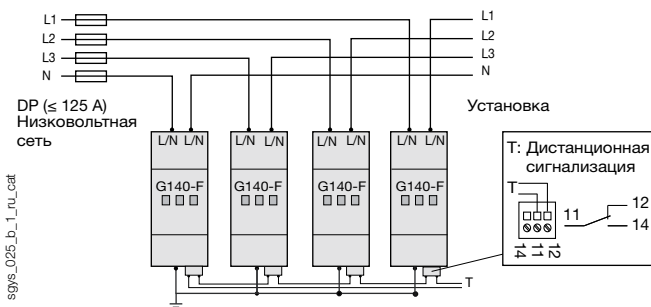 L1
L2
L3
N
L1
L2
L3
N
DP (≤ 125 A)
Низковольтная
сеть
Установка
L/N L/N
L/N L/N
L/N L/N
L/N L/N
G140-F
G140-F
G140-F
G140-F
T: Дистанционная
сигнализация
T
11
12
14
14
11
12
T
sgys_025_b_1_ru_cat